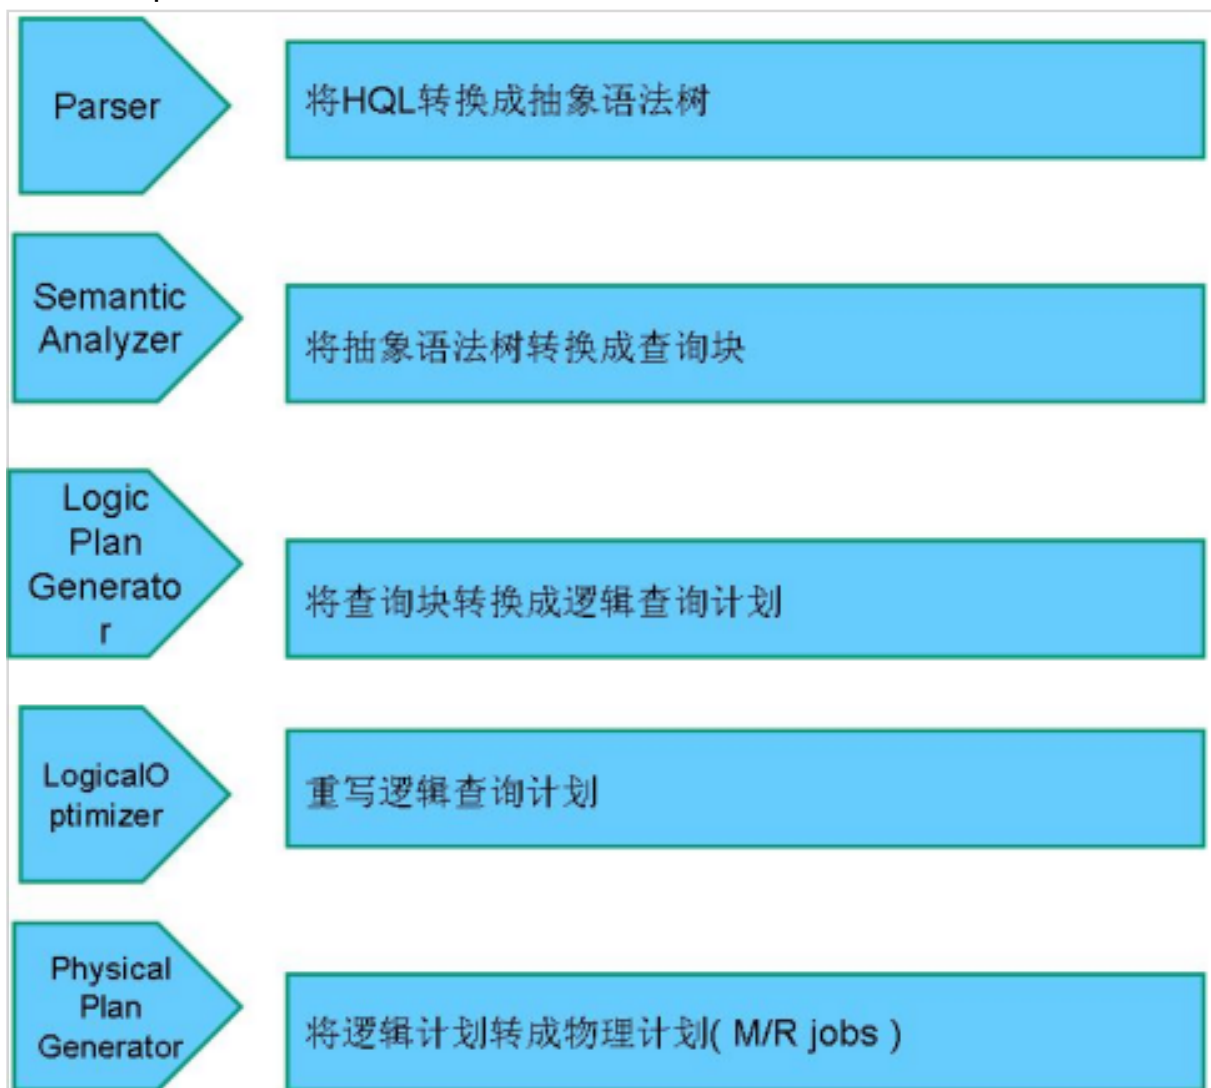 Parser
将HQL转换成抽象语法树
Semantic
Analyzer
将抽象语法树转换成查询块
Logic
Plan
Generato
r
将查询块转换成逻辑查询计划
LogicalO
ptimizer
重写逻辑查询计划
Physical
Plan
Generator
将逻辑计划转成物理计划( M/R jobs )